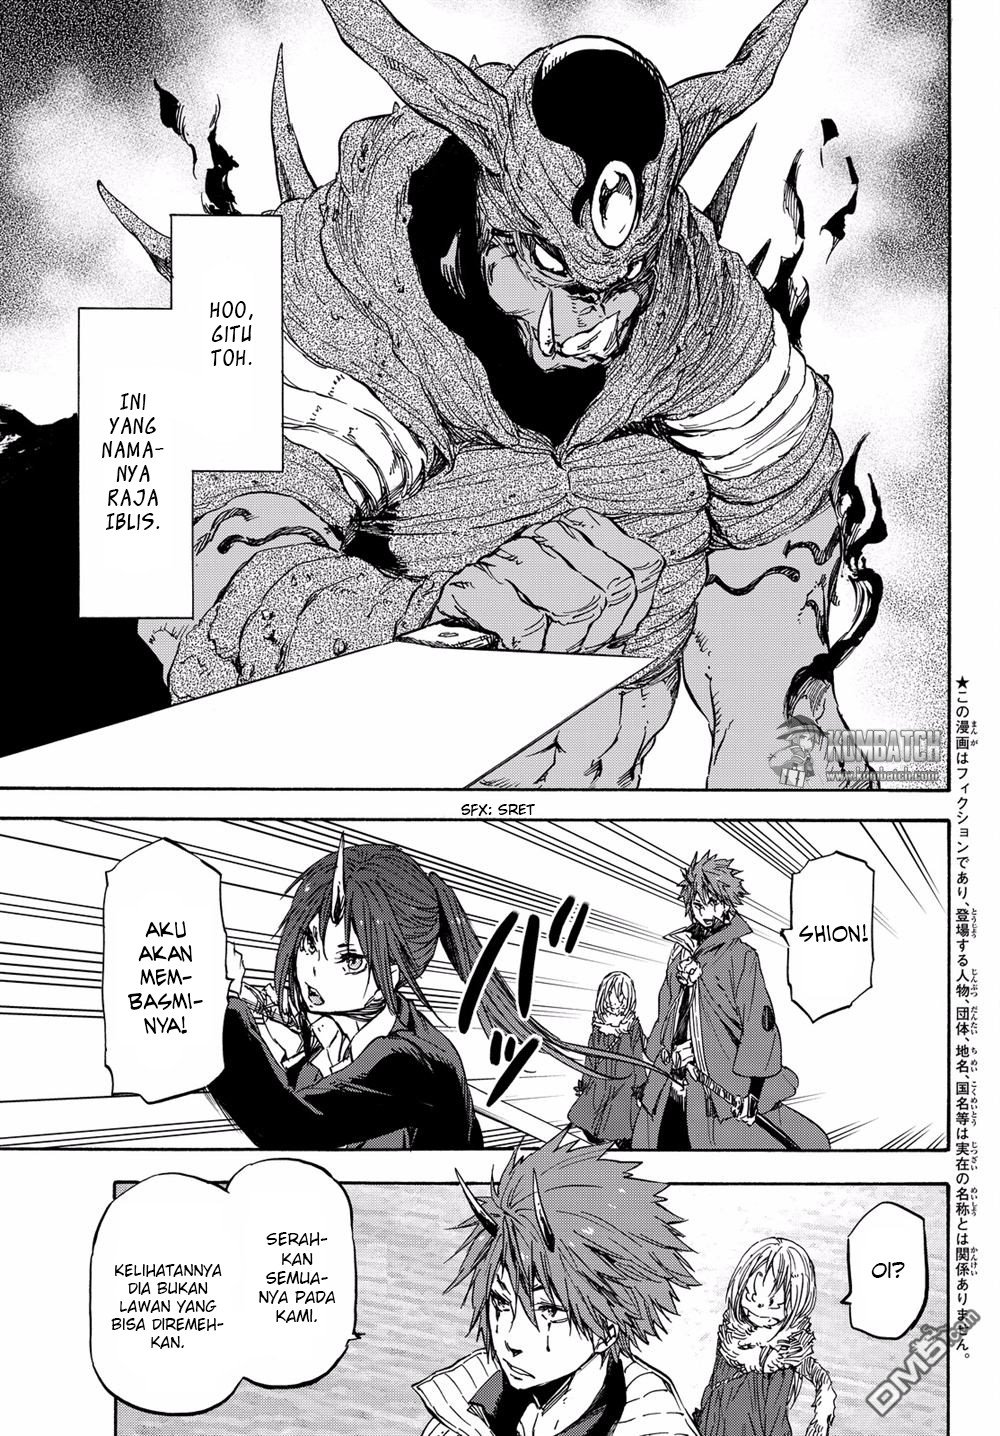 HOO,
GITU
TOH.
INI
YANG
NAMA-
NYA
RAJA
IBLIS.
KOMBATCH
www.kombatch.com
SFX: SRET
SHION!
AKU
AKAN
MEM-
BASMI-
NYA!
OI?
SERAH-
KAN
SEMUA-
NYA PADA
KAMI.
KELIHATANNYA
DIA BUKAN
LAWAN YANG
BISA DIREMEH-
KAN.
★この漫画はフィクションであり、登場する人物、団体、地名、国名等は実在の名称とは関係ありません。